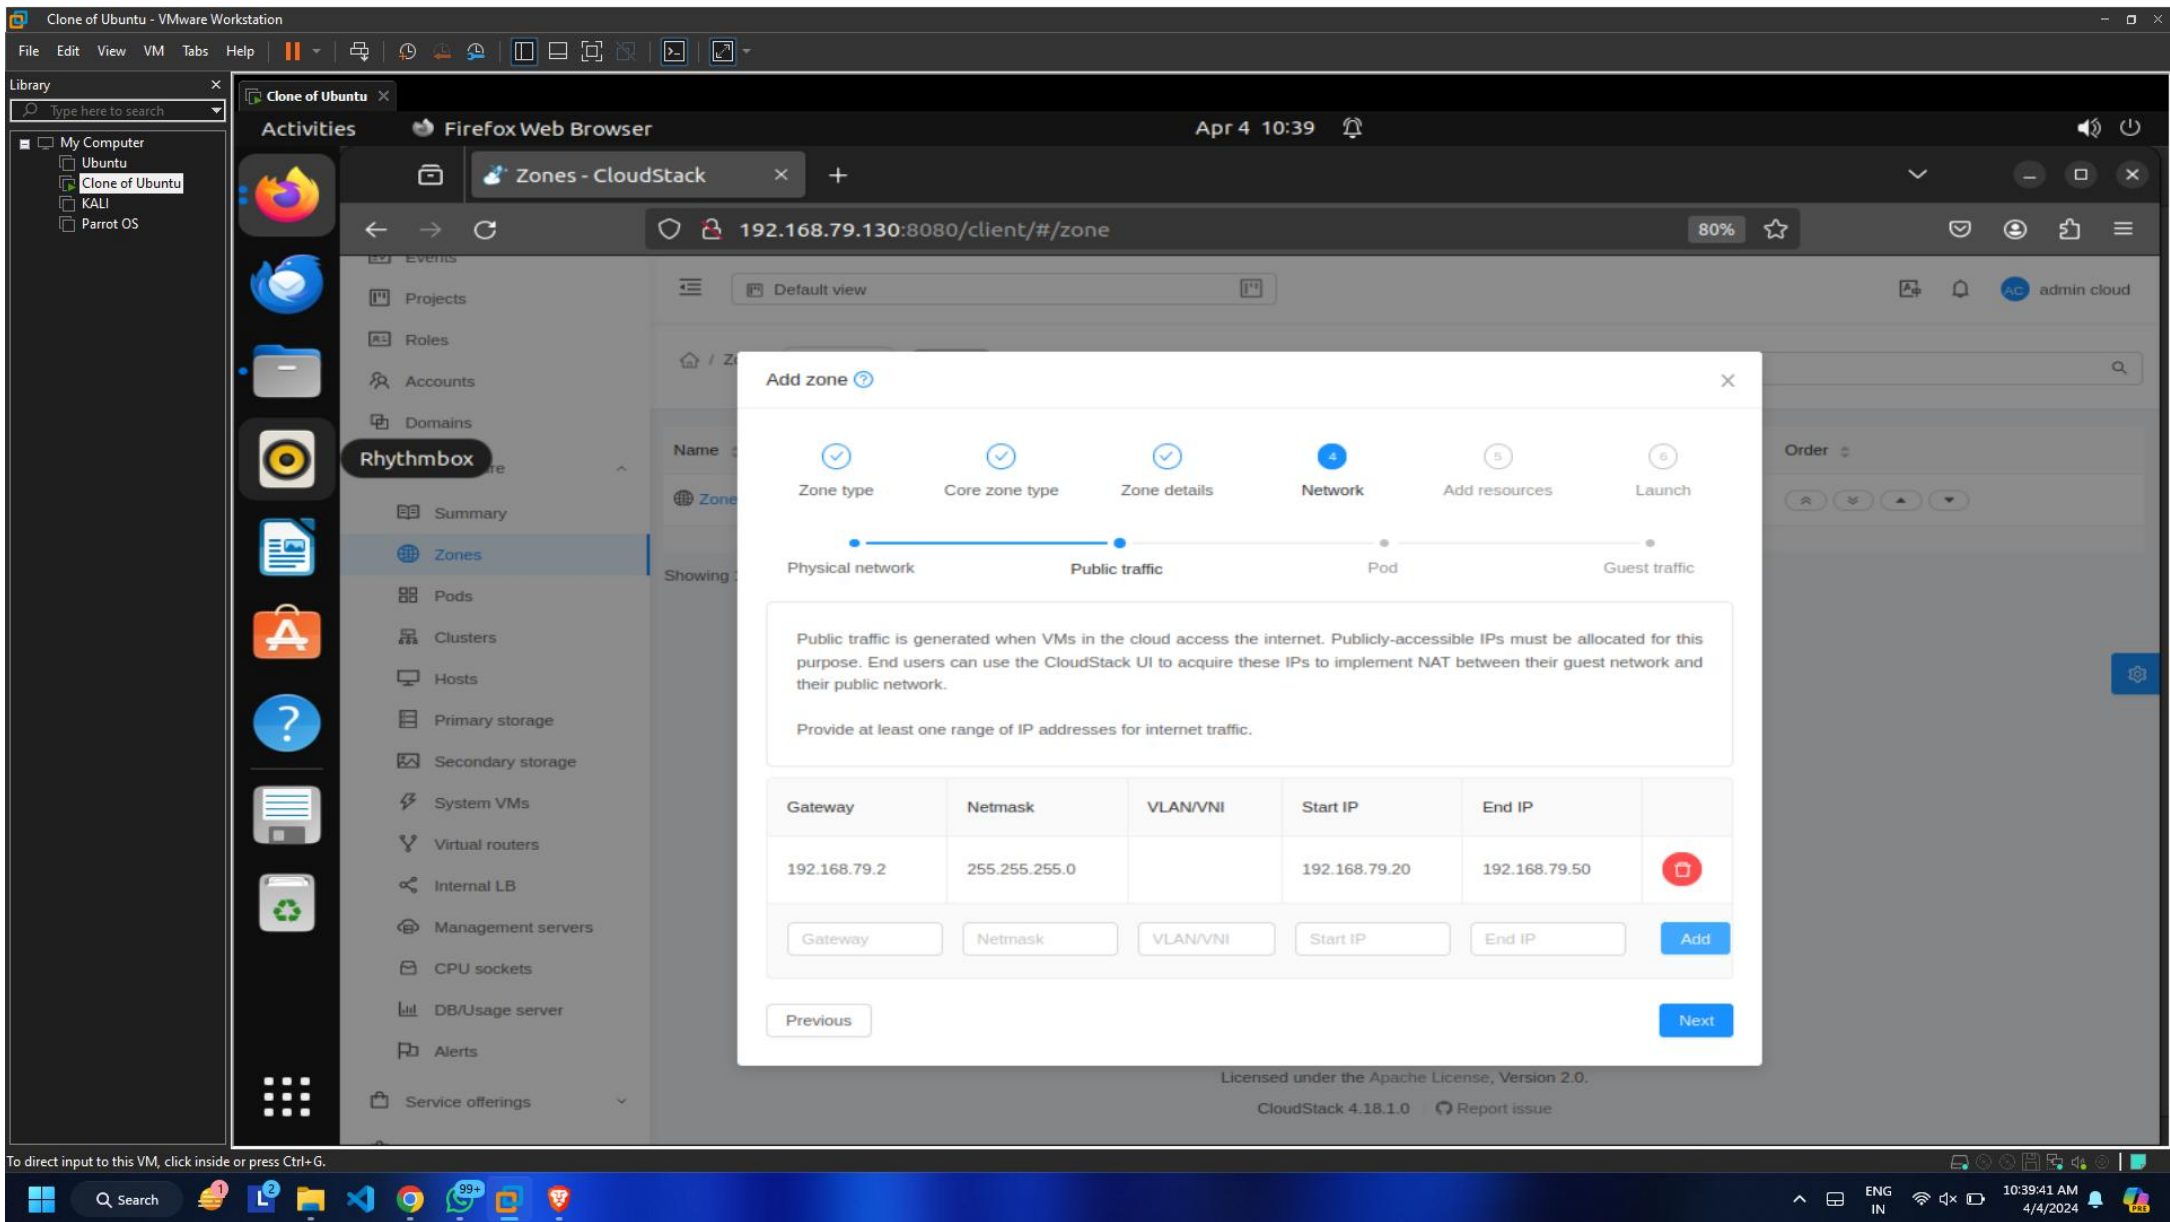 Clone of Ubuntu - VMware Workstation
File Edit View VM Tabs Help
Library
Type here to search
My Computer
Ubuntu
Clone of Ubuntu
KALI
Parrot OS
Clone of Ubuntu
Activities Firefox Web Browser Apr 4 10:39
Zones - CloudStack
192.168.79.130:8080/client/#/zone 80%
Events
Projects
Roles
Accounts
Domains
Rhythmbox
Summary
Zones
Pods
Clusters
Hosts
Primary storage
Secondary storage
System VMs
Virtual routers
Internal LB
Management servers
CPU sockets
DB/Usage server
Alerts
Service offerings
Default view
AC admin cloud
Name
Order
Zone
Showing
Add zone
Zone type Core zone type Zone details 4 Network 5 Add resources 6 Launch
Physical network Public traffic Pod Guest traffic
Public traffic is generated when VMs in the cloud access the internet. Publicly-accessible IPs must be allocated for this
purpose. End users can use the CloudStack UI to acquire these IPs to implement NAT between their guest network and
their public network.
Provide at least one range of IP addresses for internet traffic.
Gateway Netmask VLAN/VNI Start IP End IP
192.168.79.2 255.255.255.0 192.168.79.20 192.168.79.50
Gateway Netmask VLAN/VNI Start IP End IP Add
Previous Next
Licensed under the Apache License, Version 2.0.
CloudStack 4.18.1.0 Report issue
To direct input to this VM, click inside or press Ctrl+G.
Search 1 2 99+
ENG
IN
10:39:41 AM
4/4/2024
PRE